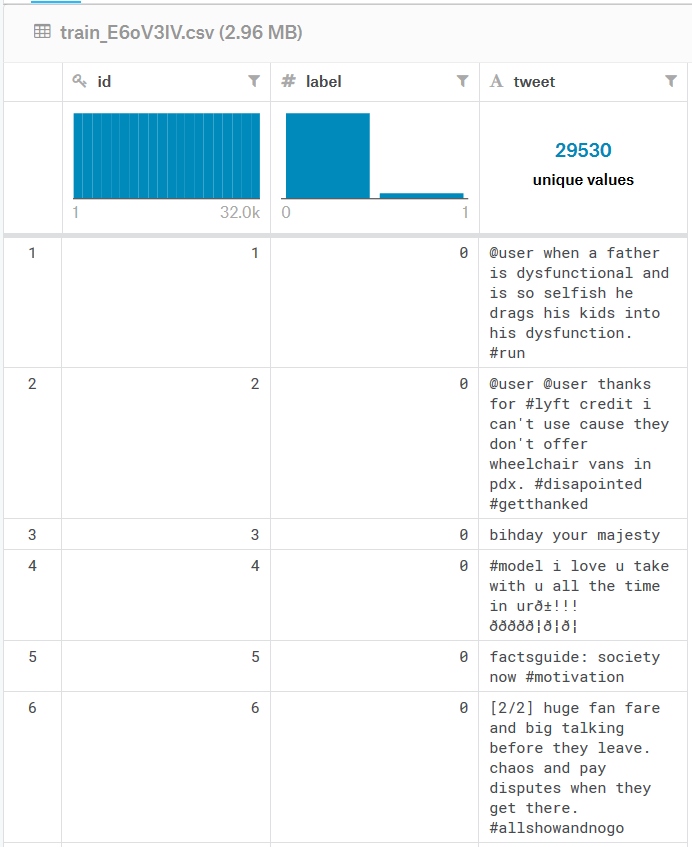 train_E6oV3lV.csv (2.96 MB)
id
label
A tweet
1
32.0k
0
1
29530
unique values
1
1
0
@user when a father
is dysfunctional and
is so selfish he
drags his kids into
his dysfunction.
#run
2
2
0
@user @user thanks
for #lyft credit i
can't use cause they
don't offer
wheelchair vans in
pdx. #disapointed
#getthanked
3
3
0
bihday your majesty
4
4
0
#model i love u take
with u all the time
in urð±!!!
ððððð¦ð¦ð¦
5
5
0
factsguide: society
now #motivation
6
6
0
[2/2] huge fan fare
and big talking
before they leave.
chaos and pay
disputes when they
get there.
#allshowandnogo